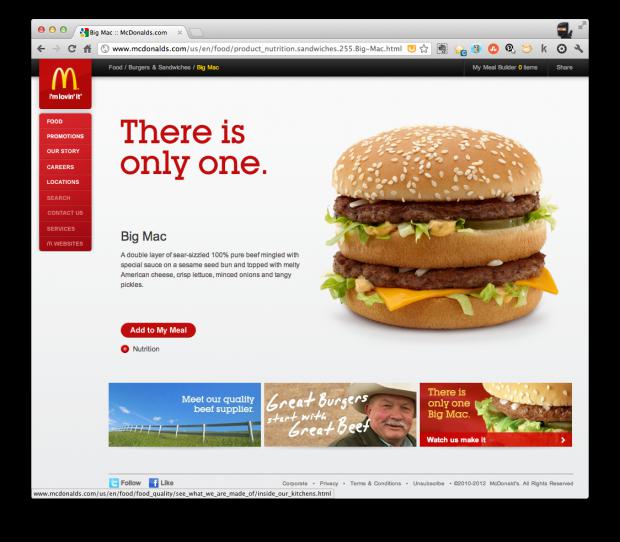 Big Mac :: McDonalds.com
www.mcdonalds.com/us/en/food/product_nutrition.sandwiches.255.Big-Mac.html
Food / Burgers & Sandwiches / Big Mac
My Meal Builder 0 items
Share
i'm lovin' it
FOOD
PROMOTIONS
OUR STORY
CAREERS
LOCATIONS
SEARCH
CONTACT US
SERVICES
M WEBSITES
There is
only one.
Big Mac
A double layer of sear-sizzled 100% pure beef mingled with
special sauce on a sesame seed bun and topped with melty
American cheese, crisp lettuce, minced onions and tangy
pickles.
Add to My Meal
Nutrition
Meet our quality
beef supplier.
Great Burgers
start with
Great Beef
There is
only one
Big Mac.
Watch us make it
Follow
Like
Corporate • Privacy • Terms & Conditions • Unsubscribe • ©2010-2012 McDonald's. All Rights Reserved
www.mcdonalds.com/us/en/food/food_quality/see_what_we_are_made_of/inside_our_kitchens.html